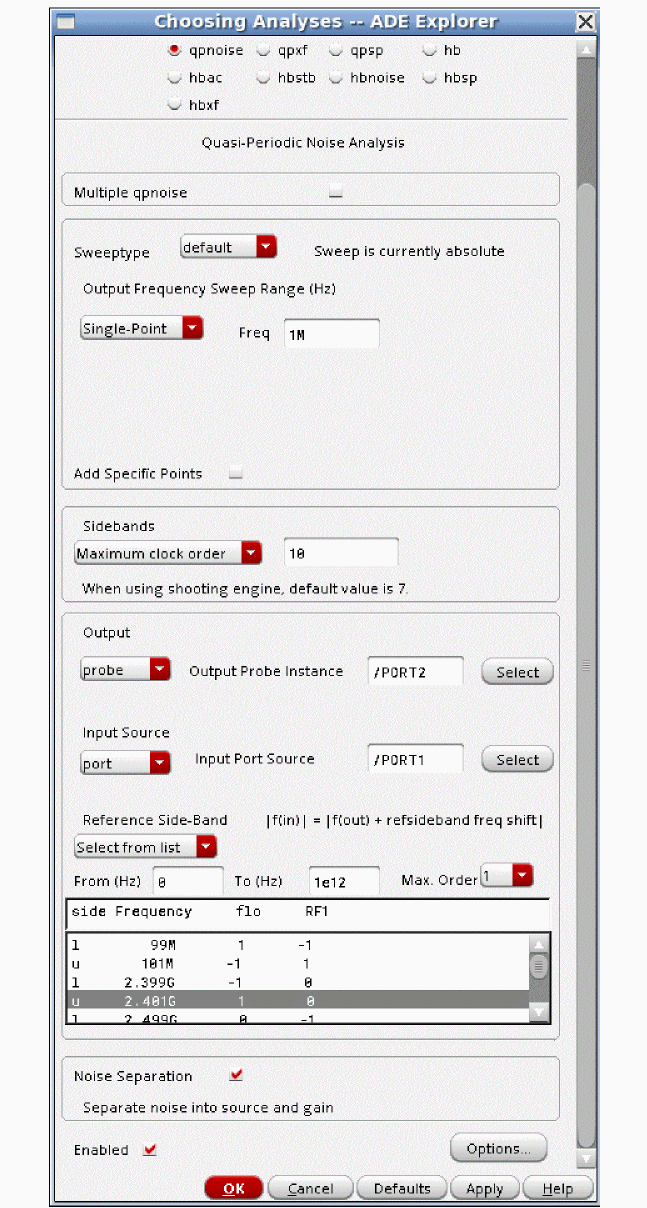 Choosing Analyses -- ADE Explorer
qpnoise qpxf qpsp hb
hbac hbstb hbnoise hbsp
hbxf
Quasi-Periodic Noise Analysis
Multiple qpnoise
Sweeptype default Sweep is currently absolute
Output Frequency Sweep Range (Hz)
Single-Point Freq 1M
Add Specific Points
Sidebands
Maximum clock order 10
When using shooting engine, default value is 7.
Output
probe Output Probe Instance /PORT2 Select
Input Source
port Input Port Source /PORT1 Select
Reference Side-Band |f(in)| = |f(out) + refsideband freq shift|
Select from list
From (Hz) 0 To (Hz) 1e12 Max. Order 1
side Frequency flo RF1
l 99M 1 -1
u 101M -1 1
l 2.399G -1 0
u 2.401G 1 0
l 2.499G 0 -1
Noise Separation
Separate noise into source and gain
Enabled Options...
OK Cancel Defaults Apply Help